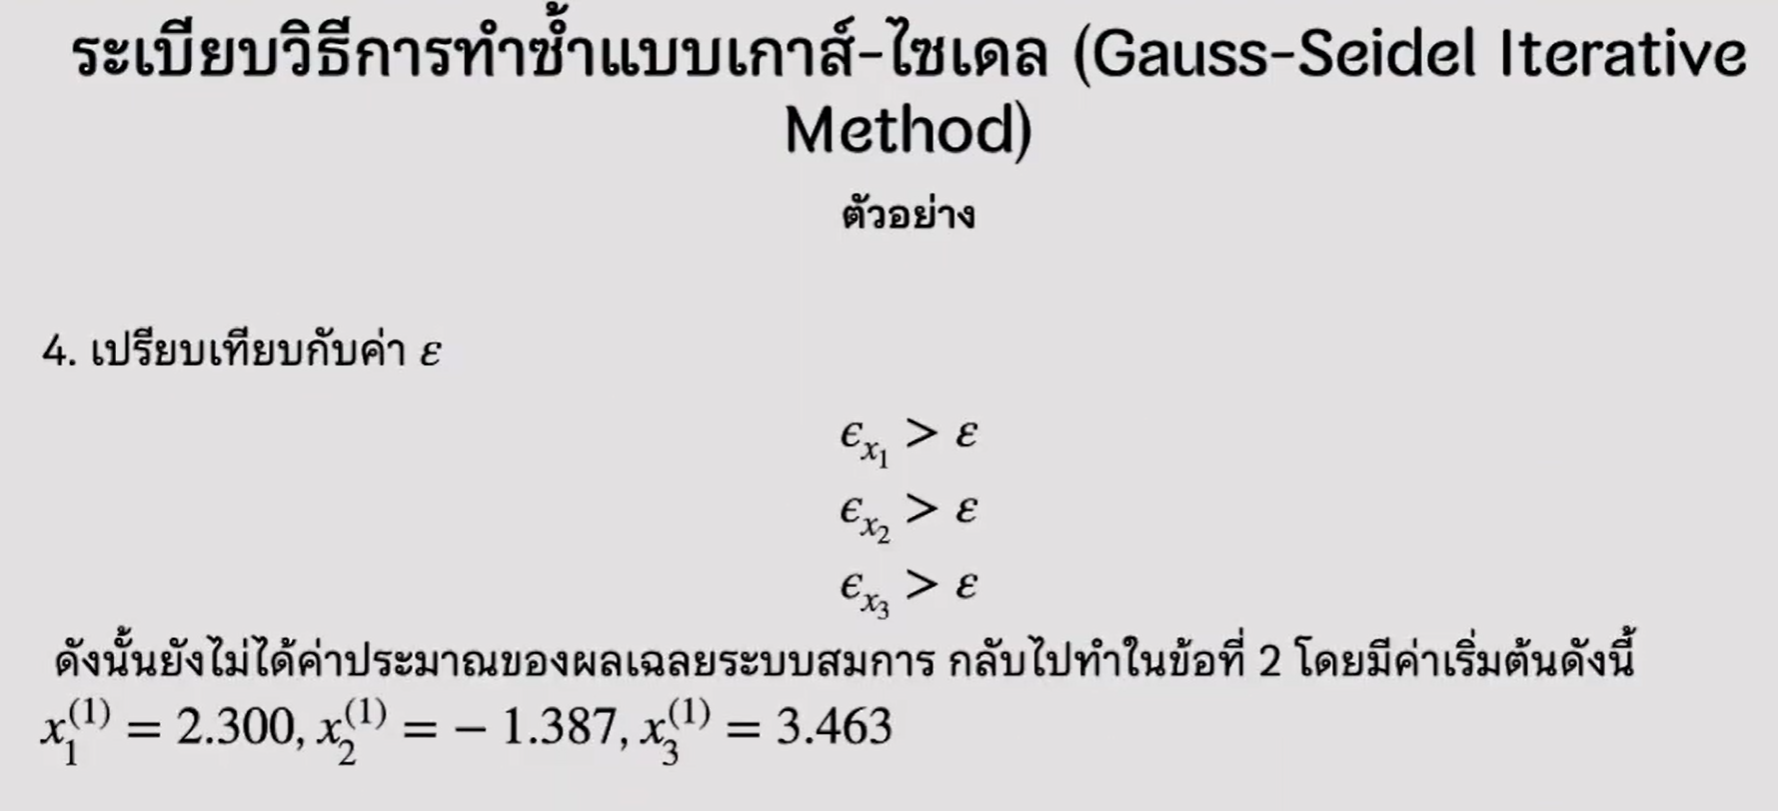 ระเบียบวิธีการทำซ้ำแบบเกาส์-ไซเดล (Gauss-Seidel Iterative
Method)
ตัวอย่าง
4. เปรียบเทียบกับค่า ε
ϵ_{x_1} > ε
ϵ_{x_2} > ε
ϵ_{x_3} > ε
ดังนั้นยังไม่ได้ค่าประมาณของผลเฉลยระบบสมการ กลับไปทำในข้อที่ 2 โดยมีค่าเริ่มต้นดังนี้
x_1^{(1)} = 2.300, x_2^{(1)} = − 1.387, x_3^{(1)} = 3.463